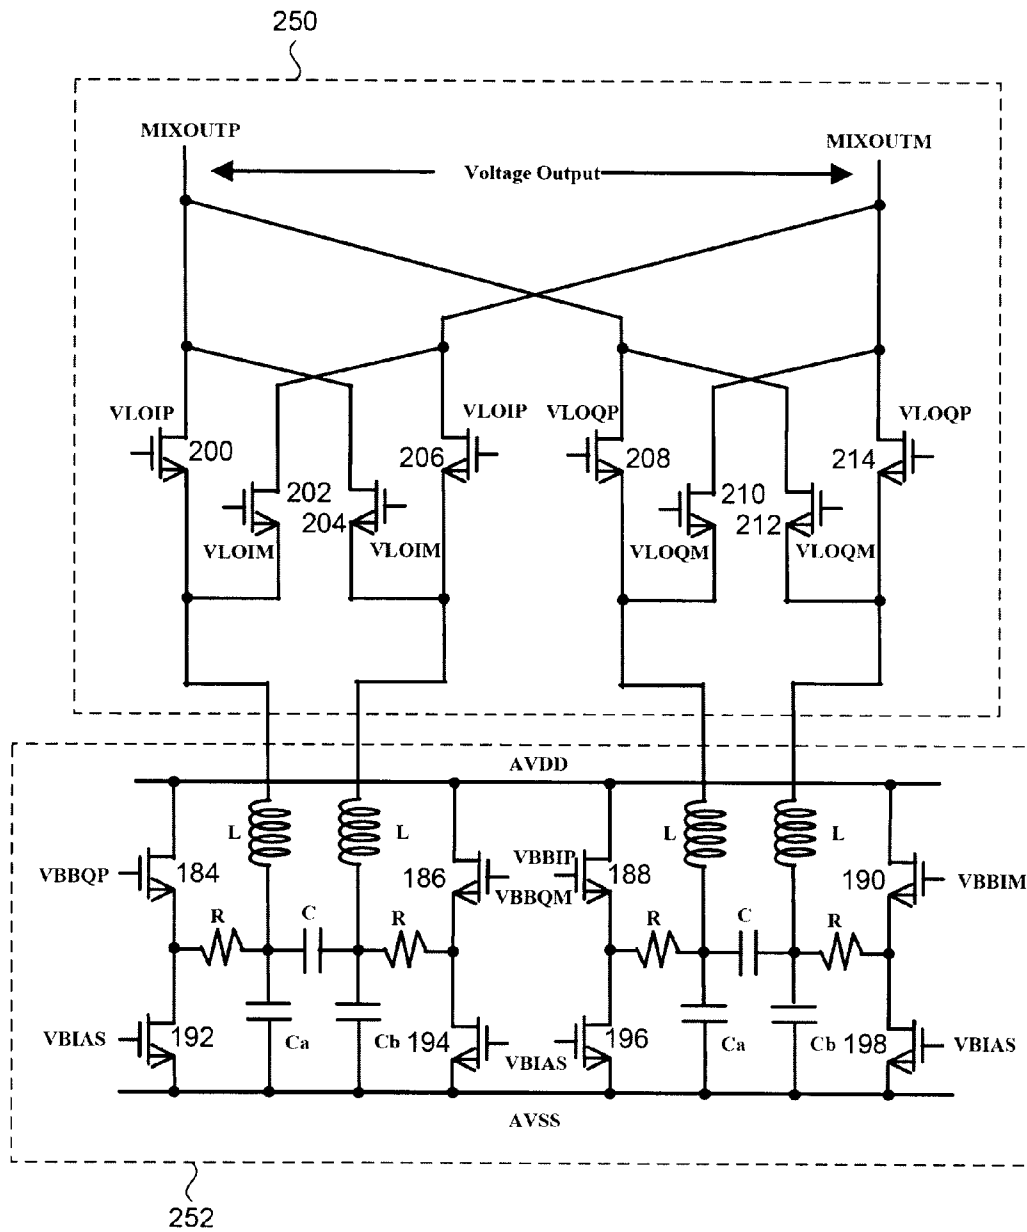 250
MIXOUTP
MIXOUTM
Voltage Output
VLOIP
VLOIP
VLOQP
VLOQP
200
206
208
214
202
204
210
212
VLOIM
VLOIM
VLOQM
VLOQM
AVDD
L
L
L
L
VBBQP
184
186
VBBQM
VBBIP
188
190
VBBIM
R
C
R
R
C
R
VBIAS
192
Ca
Cb
194
VBIAS
196
Ca
Cb
198
VBIAS
AVSS
252